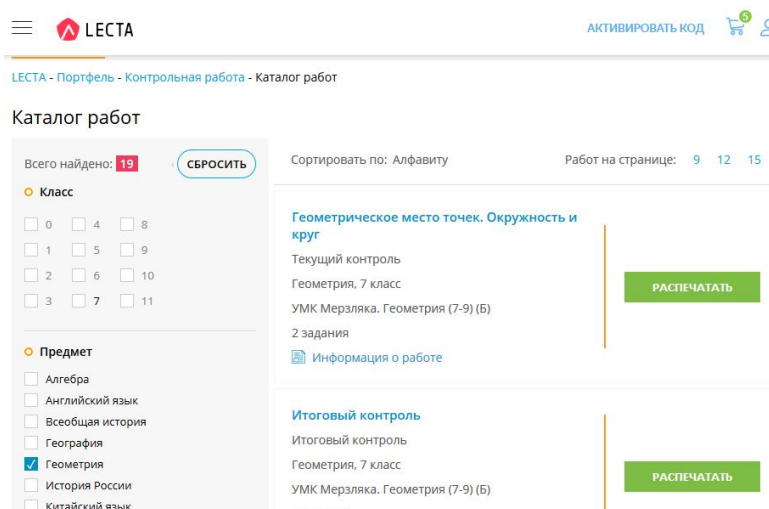 LECTA
АКТИВИРОВАТЬ КОД
5
LECTA - Портфель - Контрольная работа - Каталог работ
Каталог работ
Всего найдено: 19
СБРОСИТЬ
Класс
0 4 8
1 5 9
2 6 10
3 7 11
Предмет
Алгебра
Английский язык
Всеобщая история
География
Геометрия
История России
Китайский язык
Сортировать по: Алфавиту
Работ на странице: 9 12 15
Геометрическое место точек. Окружность и
круг
Текущий контроль
Геометрия, 7 класс
УМК Мерзляка. Геометрия (7-9) (Б)
2 задания
Информация о работе
РАСПЕЧАТАТЬ
Итоговый контроль
Итоговый контроль
Геометрия, 7 класс
УМК Мерзляка. Геометрия (7-9) (Б)
РАСПЕЧАТАТЬ